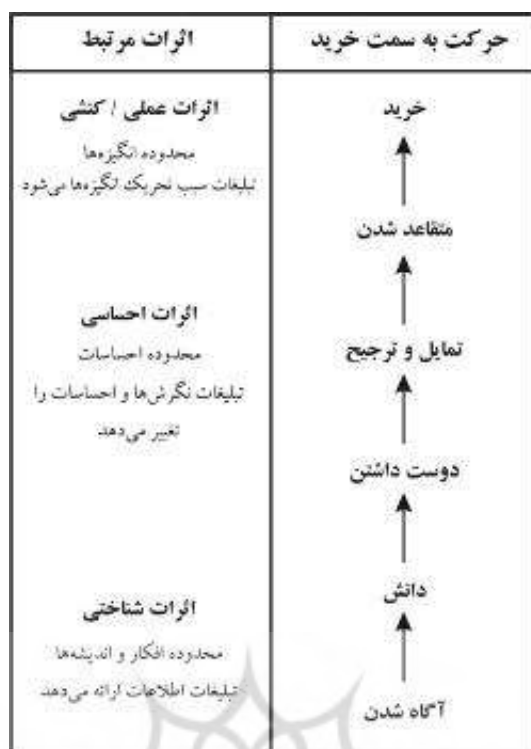 حرکت به سمت خرید
اثرات مرتبط
خرید
متقاعد شدن
تمایل و ترجیح
دوست داشتن
دانش
آگاه شدن
اثرات عملی / کنشی
محدوده انگیزه‌ها
تبلیغات سبب تحریک انگیزه‌ها می‌شود
اثرات احساسی
محدوده احساسات
تبلیغات نگرش‌ها و احساسات را
تغییر می‌دهد
اثرات شناختی
محدوده افکار و اندیشه‌ها
تبلیغات اطلاعات ارائه می‌دهد